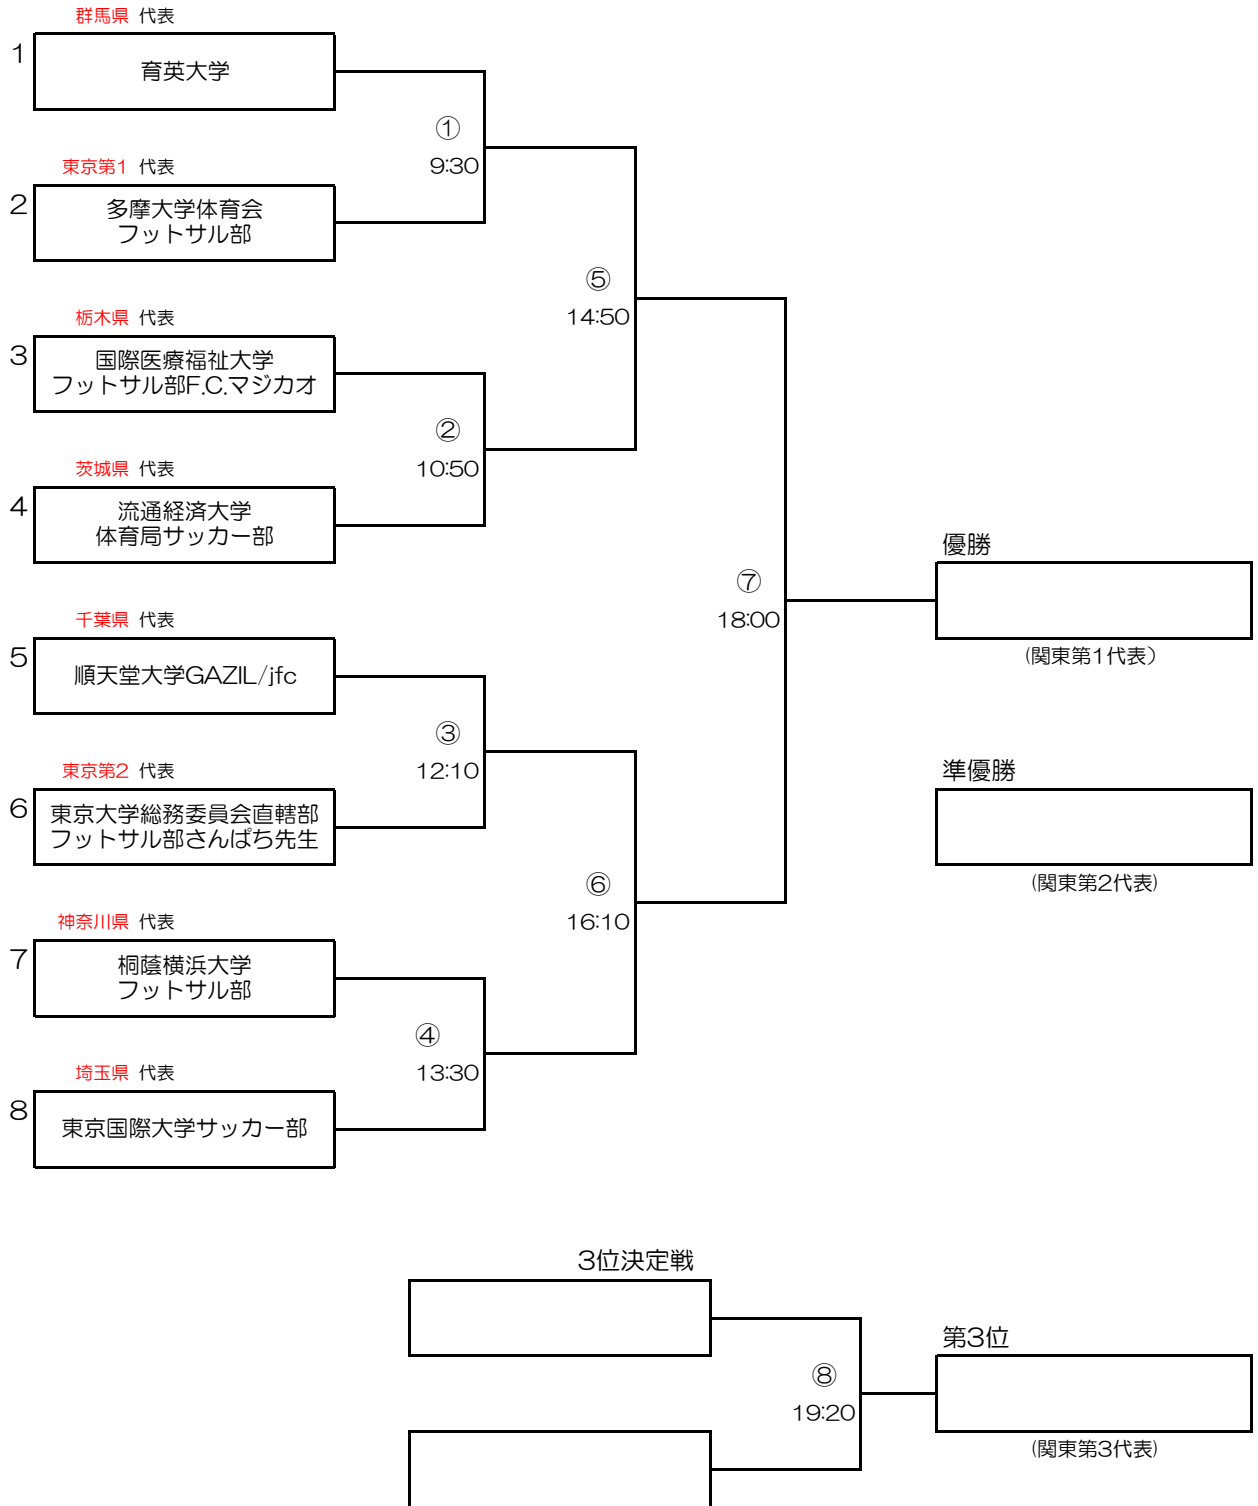 群馬県 代表
1
育英大学
①
9:30
東京第1 代表
2
多摩大学体育会
フットサル部
⑤
14:50
栃木県 代表
3
国際医療福祉大学
フットサル部F.C.マジカオ
②
10:50
茨城県 代表
4
流通経済大学
体育局サッカー部
優勝
⑦
18:00
(関東第1代表）
千葉県 代表
5
順天堂大学GAZIL/jfc
③
12:10
東京第2 代表
6
東京大学総務委員会直轄部
フットサル部さんぱち先生
準優勝
(関東第2代表)
⑥
16:10
神奈川県 代表
7
桐蔭横浜大学
フットサル部
④
13:30
埼玉県 代表
8
東京国際大学サッカー部
3位決定戦
第3位
⑧
19:20
(関東第3代表)